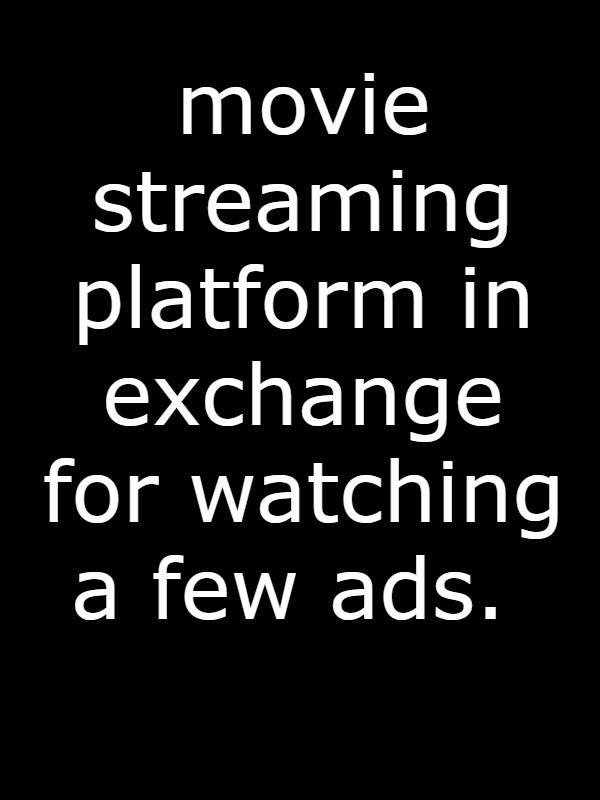 movie
streaming
platform in
exchange
for watching
a few ads.